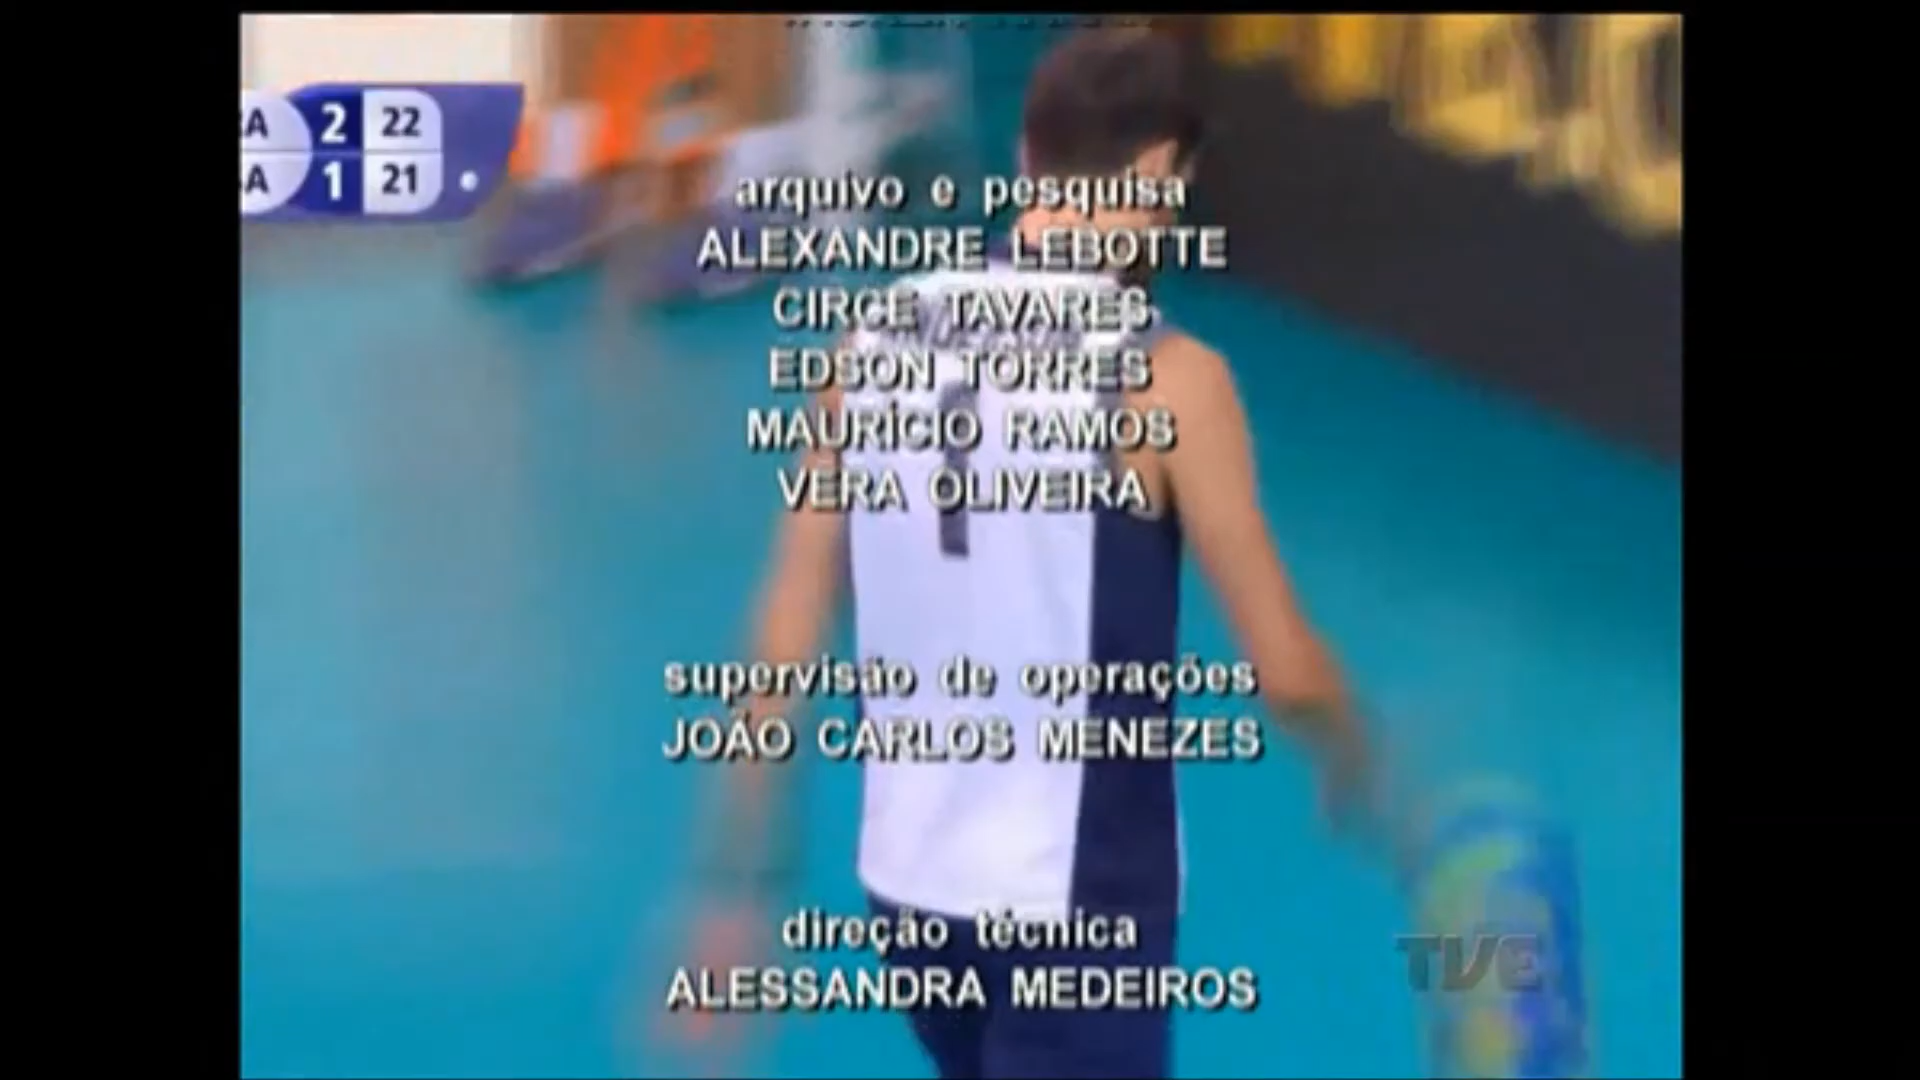 A 2 22
A 1 21
arquivo e pesquisa
ALEXANDRE LEBOTTE
CIRCE TAVARES
EDSON TORRES
MAURÍCIO RAMOS
VERA OLIVEIRA
1
supervisão de operações
JOÃO CARLOS MENEZES
direção técnica
ALESSANDRA MEDEIROS
TVE